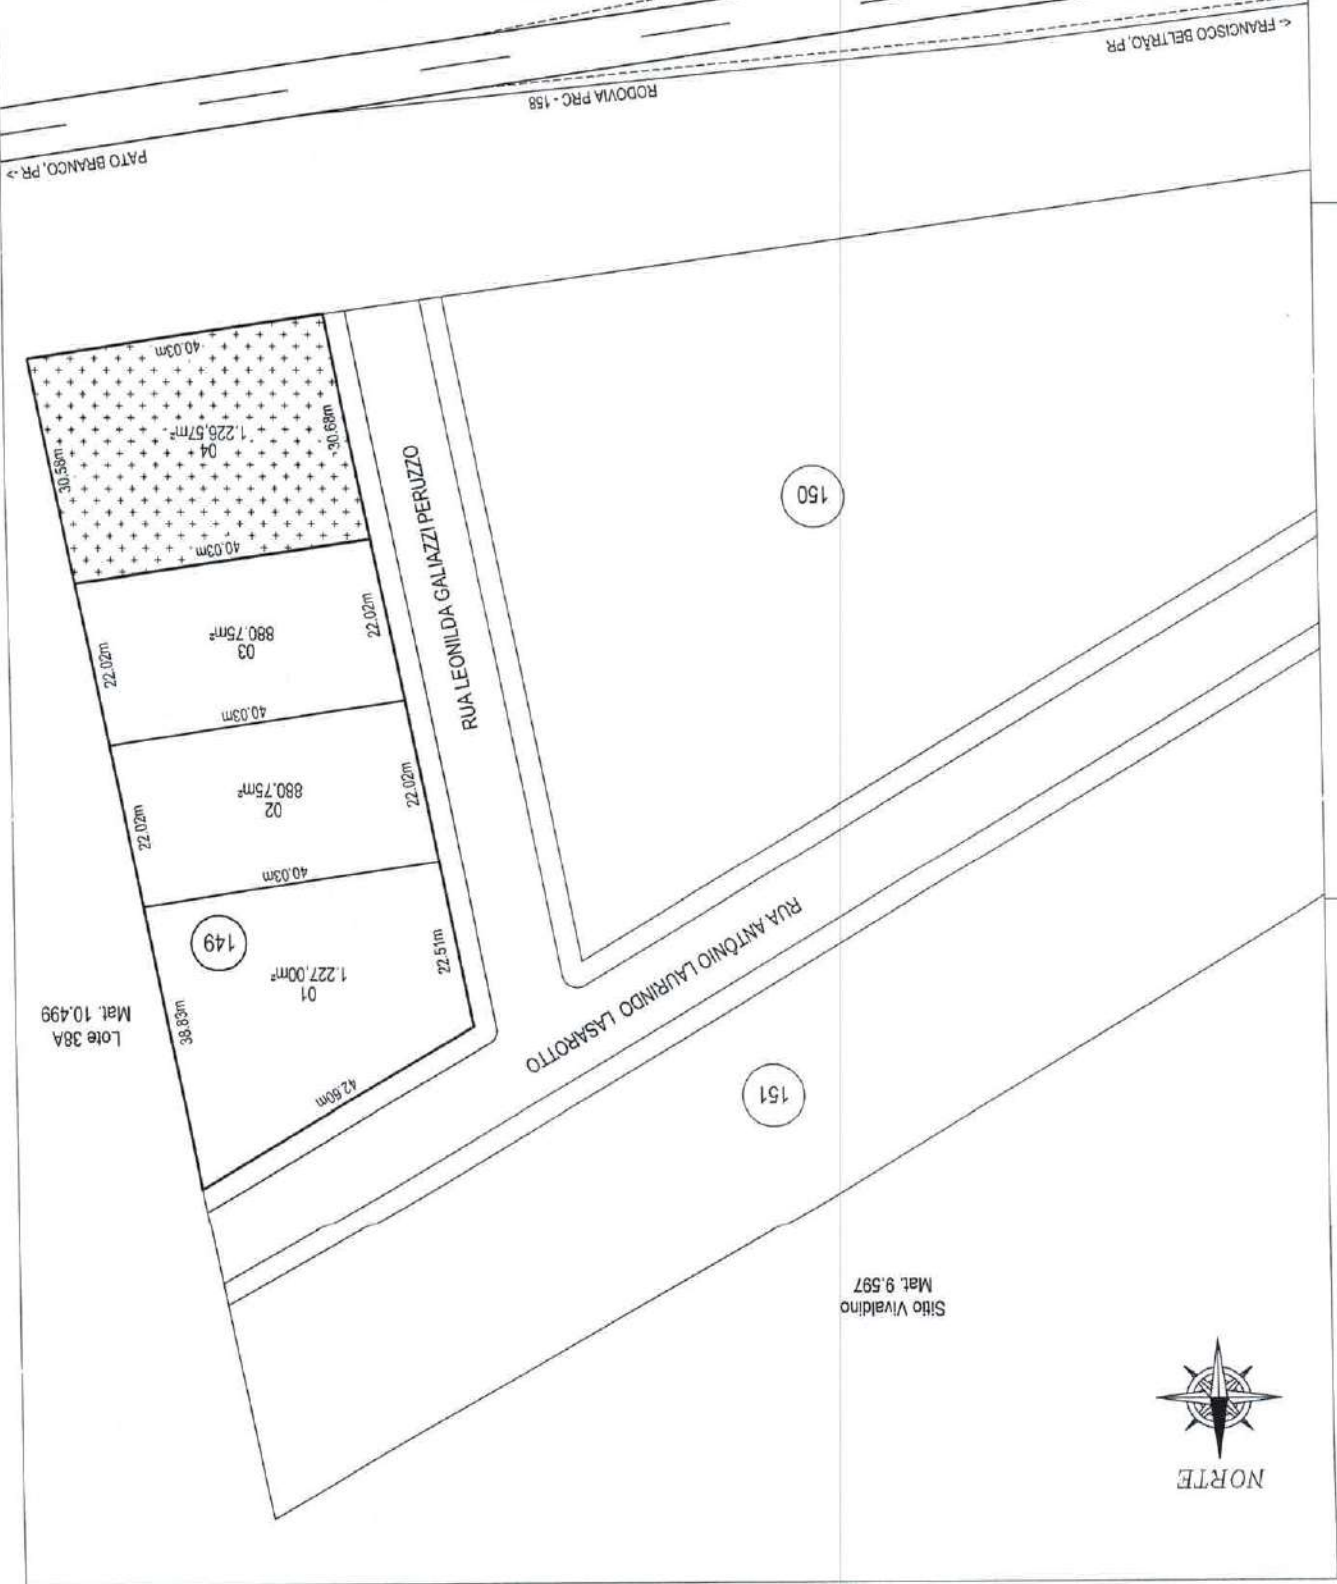 NORTE
Sitio Vivaldino
Mat. 9.597
151
42.60m
Lote 38A
Mat. 10.499
38.83m
01
1.227,00m²
149
22.51m
RUA ANTÔNIO LAURINDO LASAROTTO
40.03m
22.02m
02
880.75m²
22.02m
40.03m
22.02m
03
880.75m²
22.02m
RUA LEONILDA GALIAZZI PERUZZO
150
40.03m
30.58m
04
1.226,57m²
30.68m
40.03m
PATO BRANCO, PR ->
RODOVIA PRC - 158
<- FRANCISCO BELTRÃO, PR